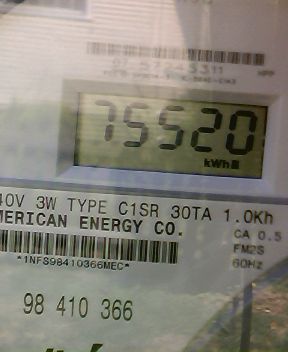 75520
kWh
40V 3W TYPE C1SR 30TA 1.0Kh
MERICAN ENERGY CO.
CA 0.5
FM2S
60Hz
*1NFS98410366MEC*
98 410 366